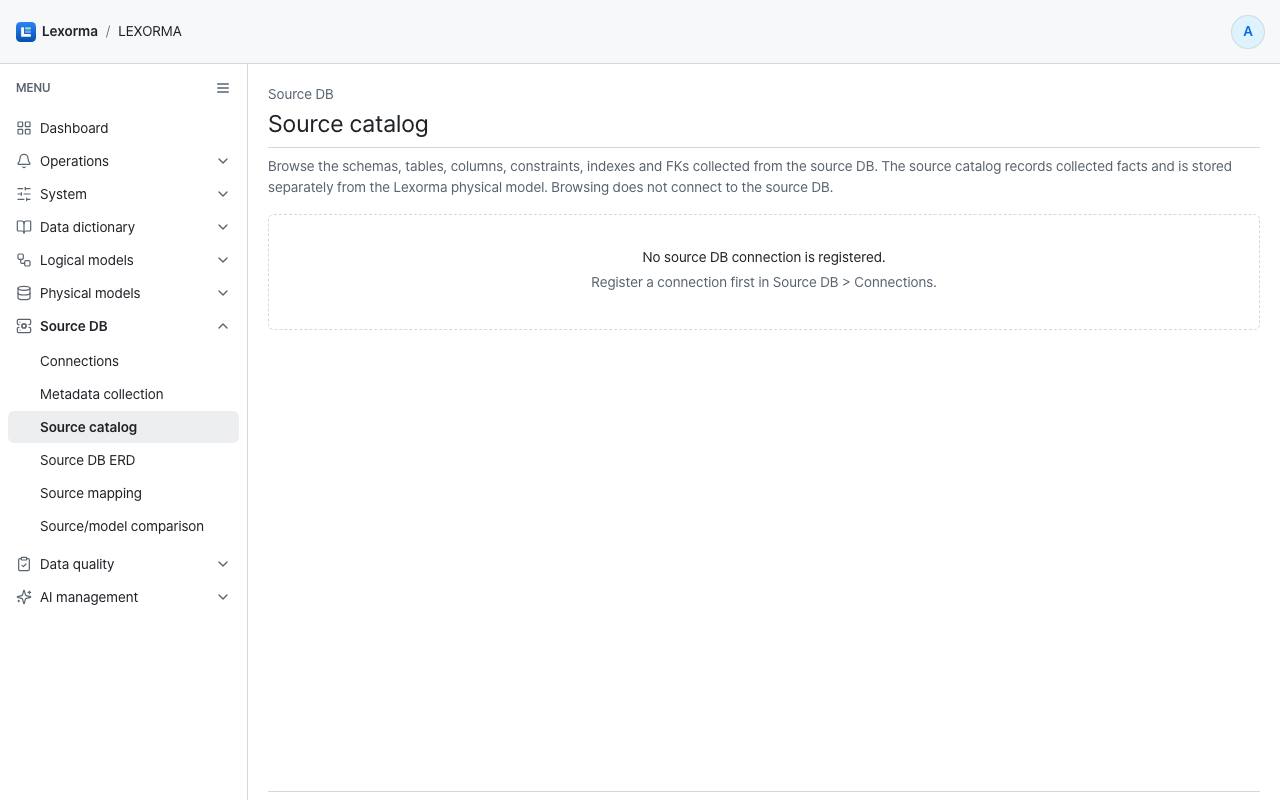 Lexorma / LEXORMA
A
MENU
Dashboard
Operations
System
Data dictionary
Logical models
Physical models
Source DB
Connections
Metadata collection
Source catalog
Source DB ERD
Source mapping
Source/model comparison
Data quality
AI management
Source DB
Source catalog
Browse the schemas, tables, columns, constraints, indexes and FKs collected from the source DB. The source catalog records collected facts and is stored
separately from the Lexorma physical model. Browsing does not connect to the source DB.
No source DB connection is registered.
Register a connection first in Source DB > Connections.